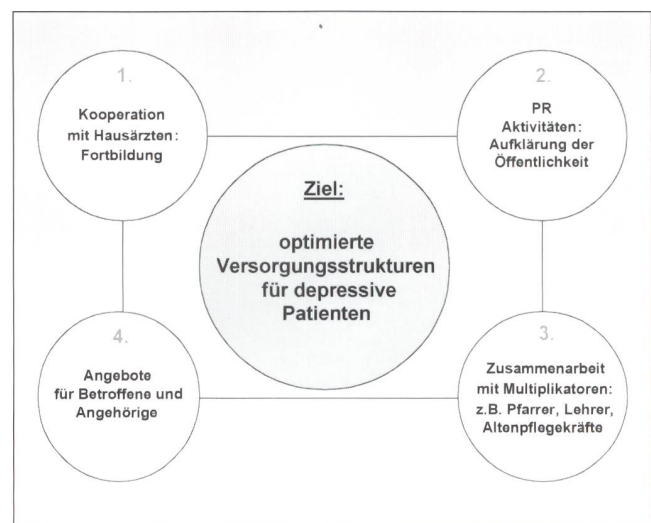 1.
Kooperation
mit Hausärzten:
Fortbildung
2.
PR
Aktivitäten:
Aufklärung der
Öffentlichkeit
Ziel:
optimierte
Versorgungsstrukturen
für depressive
Patienten
3.
Zusammenarbeit
mit Multiplikatoren:
z.B. Pfarrer, Lehrer,
Altenpflegekräfte
4.
Angebote
für Betroffene und
Angehörige